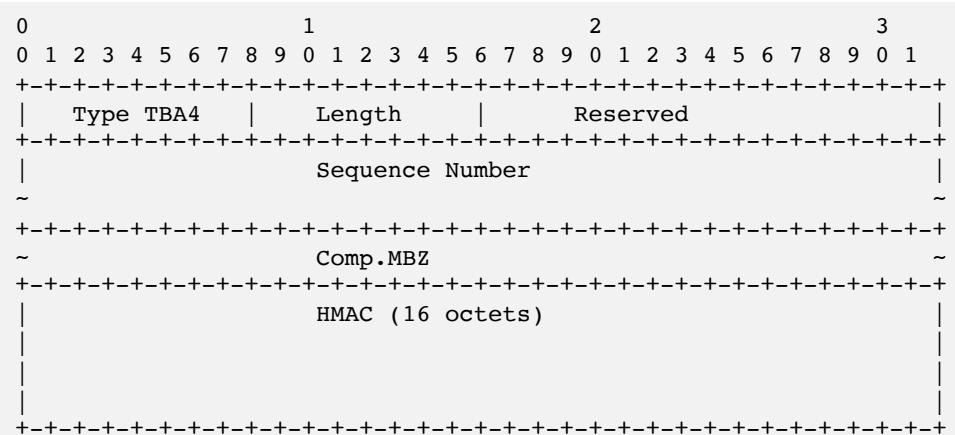 0                   1                   2                   3
0 1 2 3 4 5 6 7 8 9 0 1 2 3 4 5 6 7 8 9 0 1 2 3 4 5 6 7 8 9 0 1
+-+-+-+-+-+-+-+-+-+-+-+-+-+-+-+-+-+-+-+-+-+-+-+-+-+-+-+-+-+-+-+-+
|   Type TBA4   |    Length     |      Reserved                 |
+-+-+-+-+-+-+-+-+-+-+-+-+-+-+-+-+-+-+-+-+-+-+-+-+-+-+-+-+-+-+-+-+
|                    Sequence Number                            |
~                                                               ~
+-+-+-+-+-+-+-+-+-+-+-+-+-+-+-+-+-+-+-+-+-+-+-+-+-+-+-+-+-+-+-+-+
~                    Comp.MBZ                                   ~
+-+-+-+-+-+-+-+-+-+-+-+-+-+-+-+-+-+-+-+-+-+-+-+-+-+-+-+-+-+-+-+-+
|                    HMAC (16 octets)                           |
|                                                               |
|                                                               |
|                                                               |
+-+-+-+-+-+-+-+-+-+-+-+-+-+-+-+-+-+-+-+-+-+-+-+-+-+-+-+-+-+-+-+-+